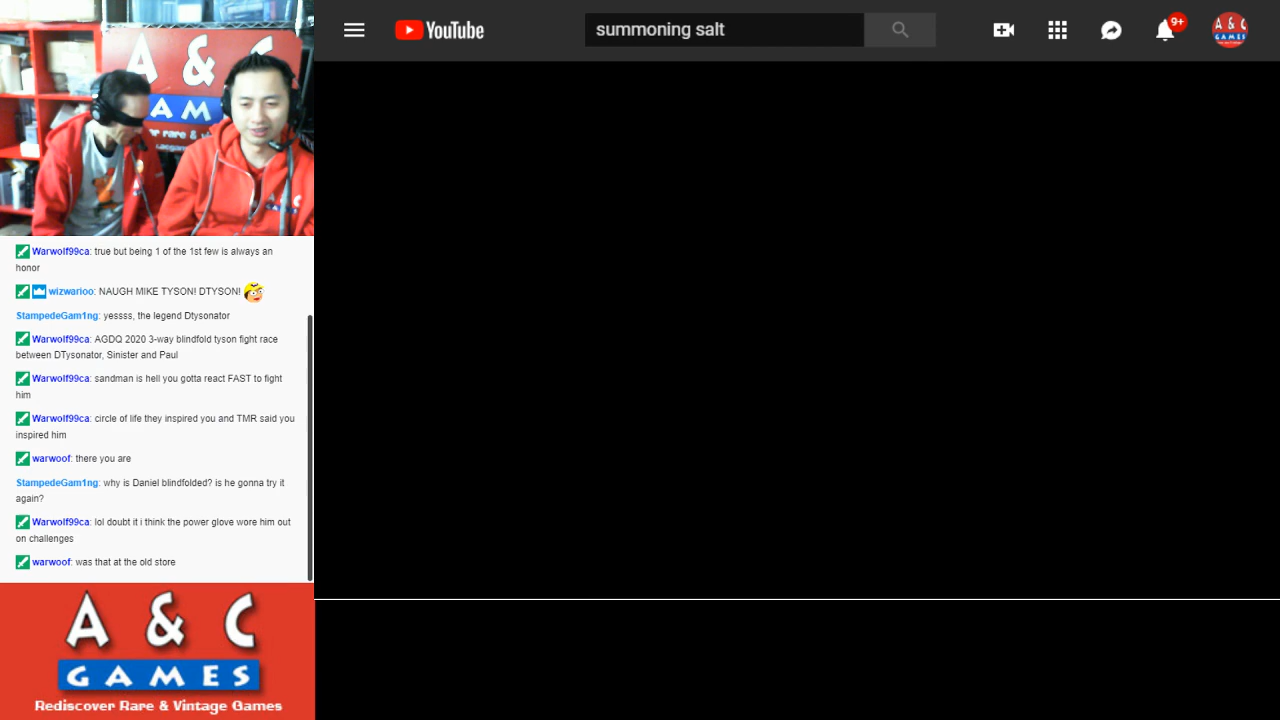 YouTube
summoning salt
9+
A & C
GAMES
A &
GAM
or rare & v
Warwolf99ca: true but being 1 of the 1st few is always an
honor
wizwarioo: NAUGH MIKE TYSON! DTYSON!
StampedeGam1ng: yessss, the legend Dtysonator
Warwolf99ca: AGDQ 2020 3-way blindfold tyson fight race
between DTysonator, Sinister and Paul
Warwolf99ca: sandman is hell you gotta react FAST to fight
him
Warwolf99ca: circle of life they inspired you and TMR said you
inspired him
warwoof: there you are
StampedeGam1ng: why is Daniel blindfolded? is he gonna try it
again?
Warwolf99ca: lol doubt it i think the power glove wore him out
on challenges
warwoof: was that at the old store
A & C
GAMES
Rediscover Rare & Vintage Games